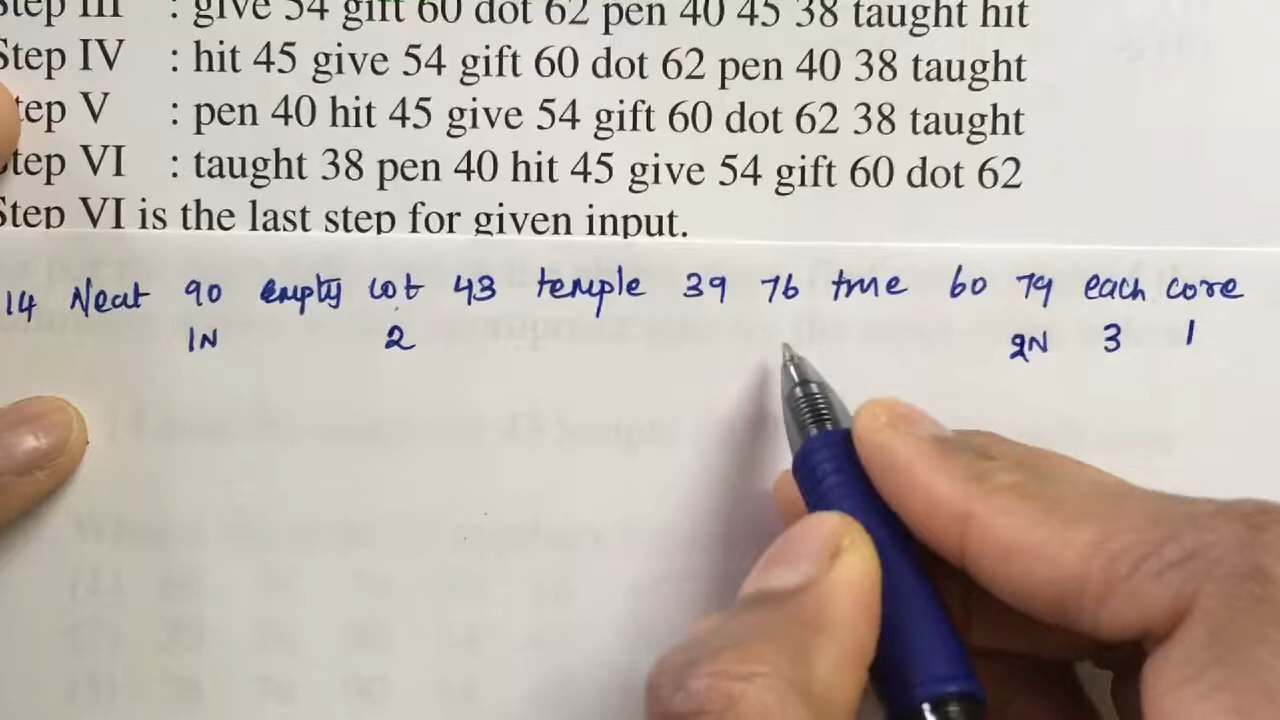 Step III : give 54 gift 60 dot 62 pen 40 45 38 taught hit
Step IV : hit 45 give 54 gift 60 dot 62 pen 40 38 taught
tep V : pen 40 hit 45 give 54 gift 60 dot 62 38 taught
tep VI : taught 38 pen 40 hit 45 give 54 gift 60 dot 62
Step VI is the last step for given input.
14 Neat 90 empty cot 43 temple 39 76 true 60 79 each core
1N 2 2N 3 1